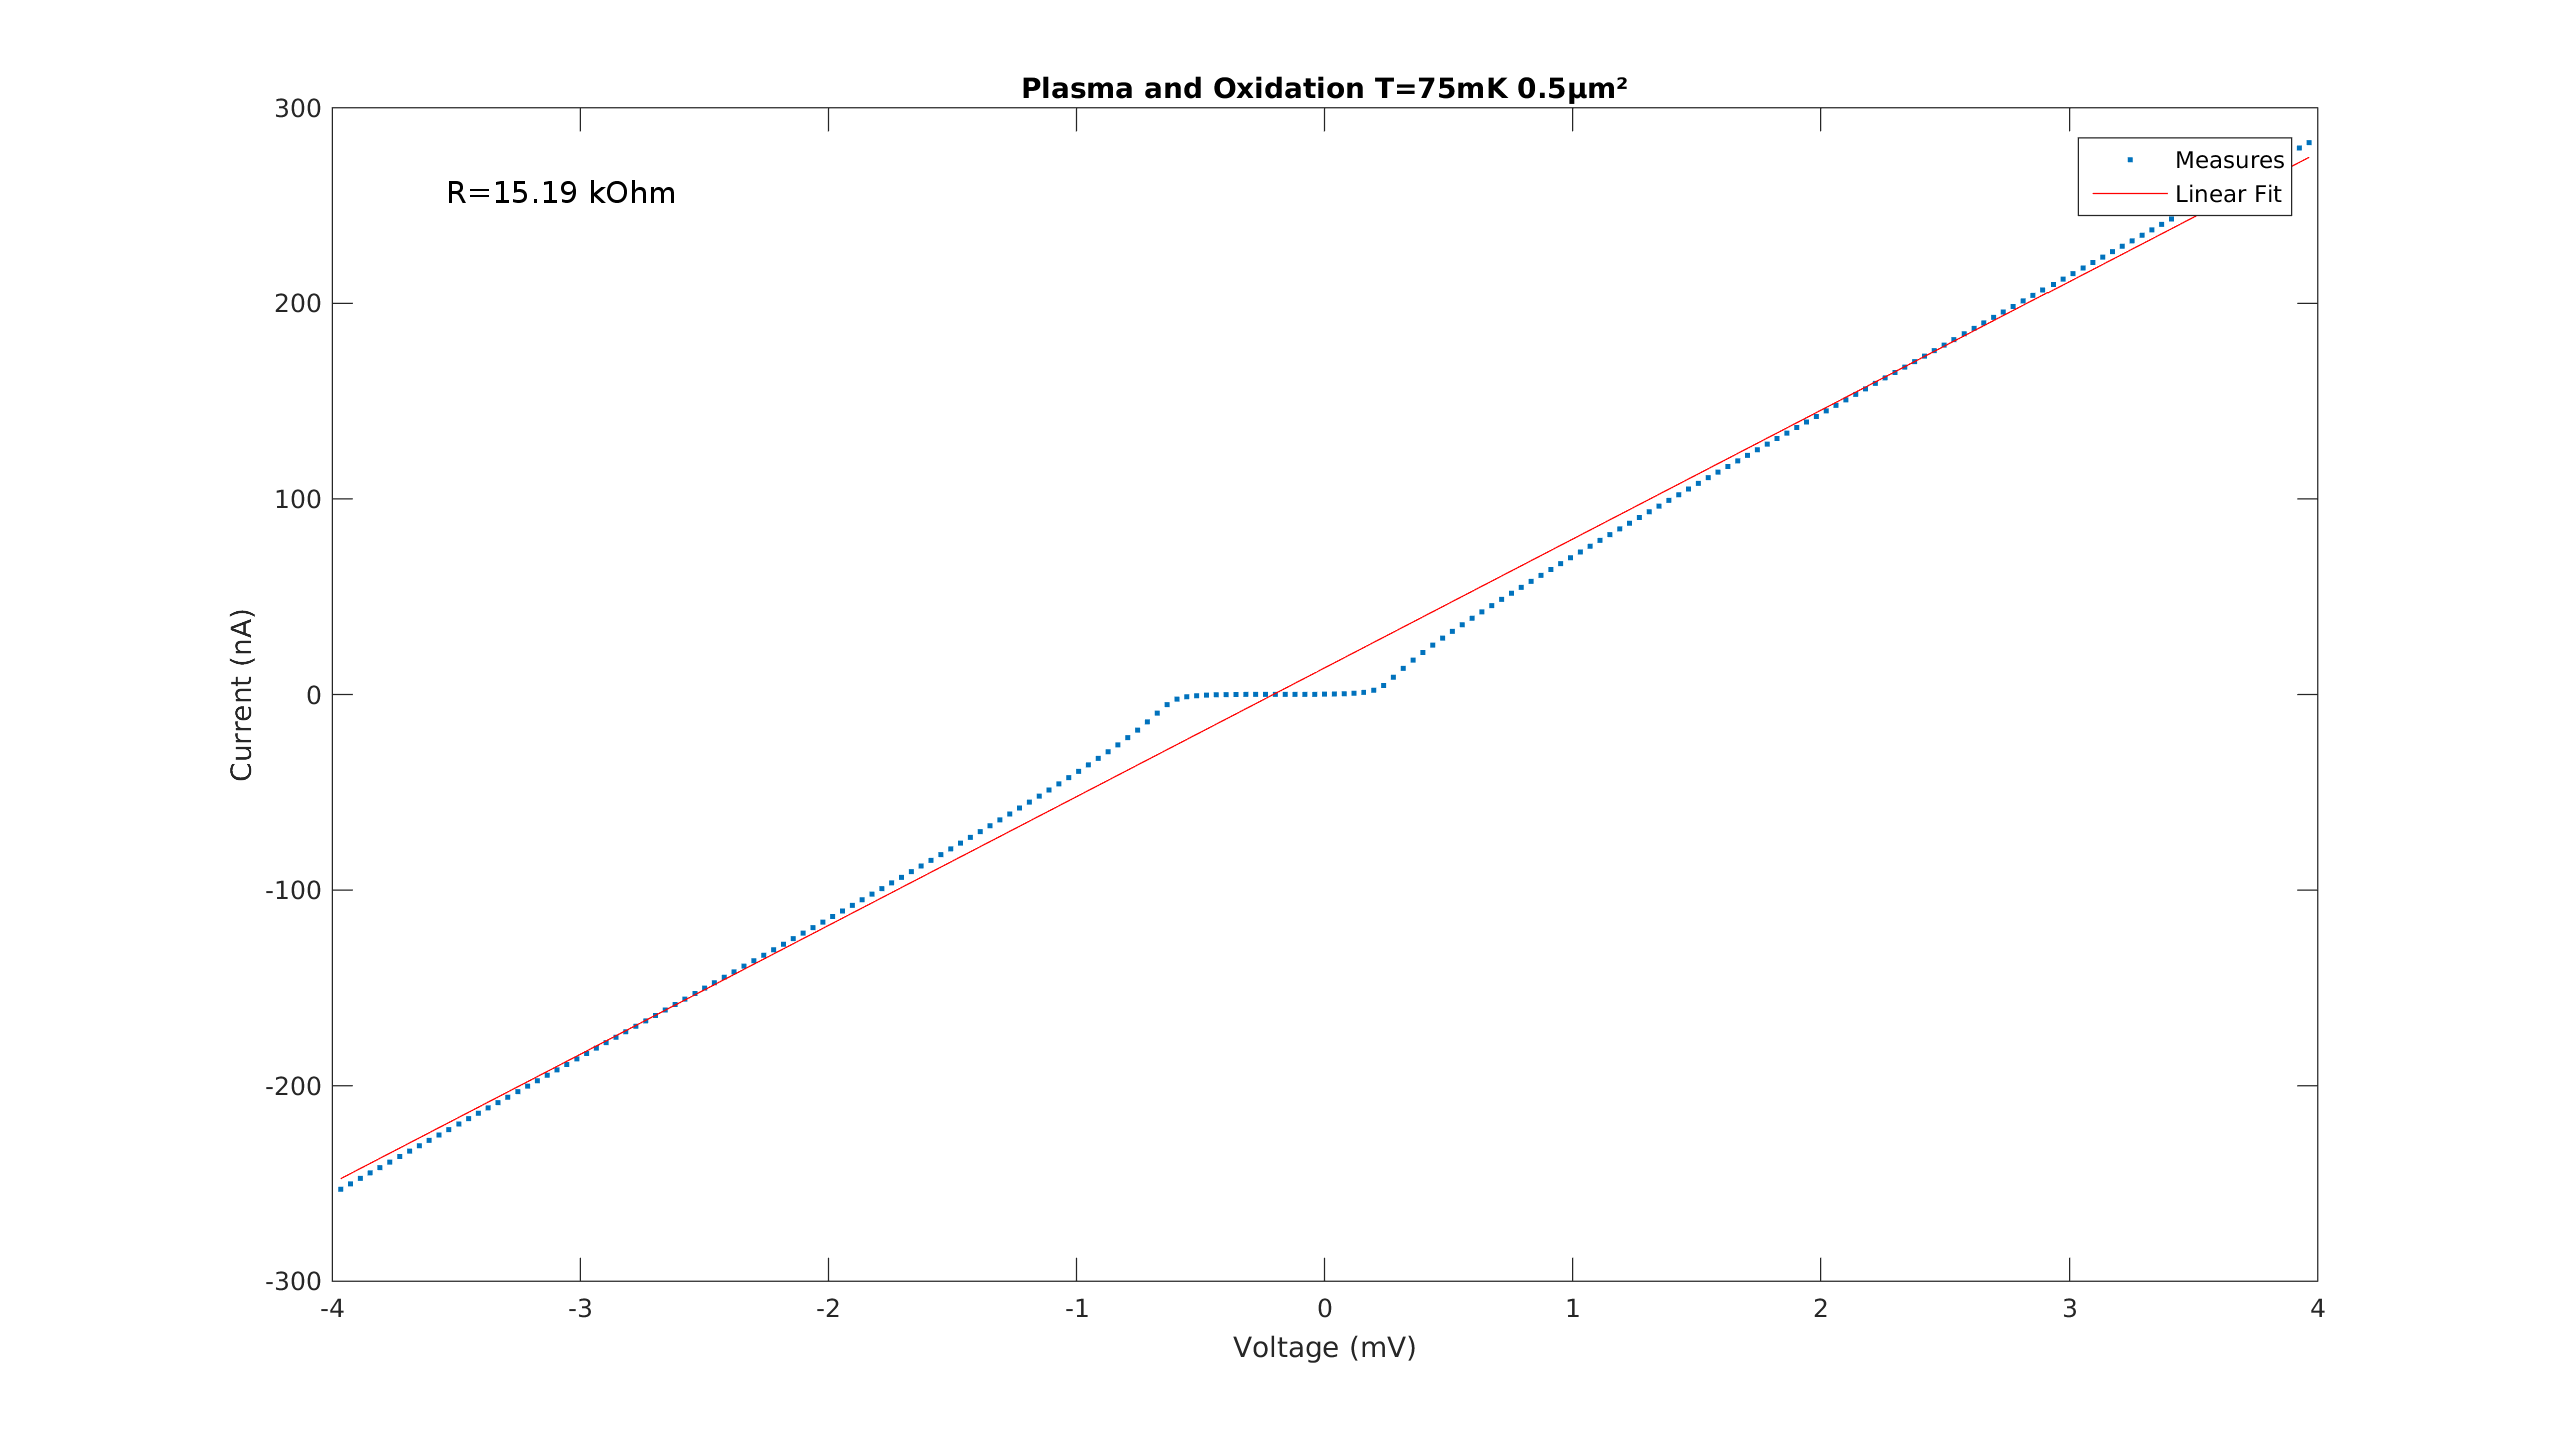 Plasma and Oxidation T=75mK 0.5µm²
300
200
100
0
-100
-200
-300
Current (nA)
R=15.19 kOhm
Measures
Linear Fit
-4
-3
-2
-1
0
1
2
3
4
Voltage (mV)